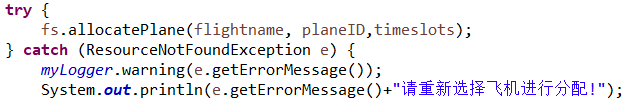 try {
    fs.allocatePlane(flightname, planeID,timeslots);
} catch (ResourceNotFoundException e) {
    myLogger.warning(e.getErrorMessage());
    System.out.println(e.getErrorMessage()+"请重新选择飞机进行分配!");